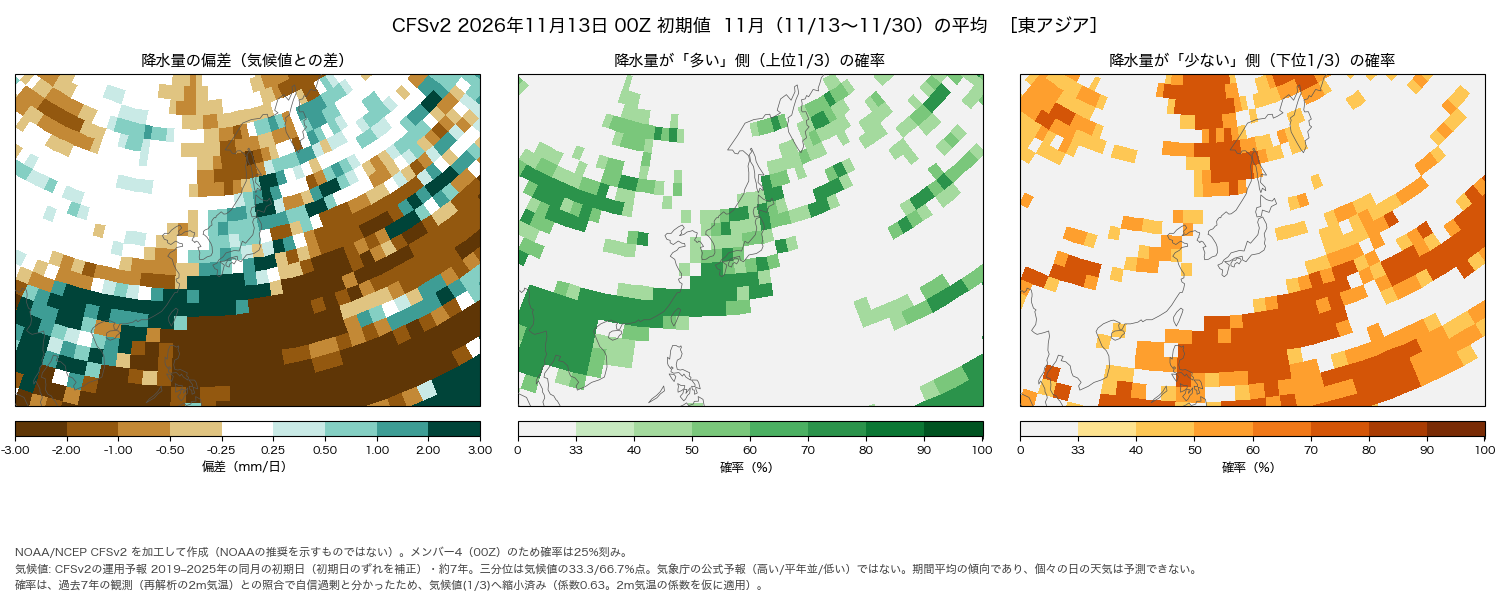 CFSv2 2026年11月13日 00Z 初期値 11月（11/13～11/30）の平均 ［東アジア］
降水量の偏差（気候値との差）
降水量が「多い」側（上位1/3）の確率
降水量が「少ない」側（下位1/3）の確率
-3.00 -2.00 -1.00 -0.50 -0.25 0.25 0.50 1.00 2.00 3.00
偏差（mm/日）
0 33 40 50 60 70 80 90 100
確率（%）
0 33 40 50 60 70 80 90 100
確率（%）
NOAA/NCEP CFSv2 を加工して作成（NOAAの推奨を示すものではない）。メンバー4（00Z）のため確率は25%刻み。
気候値: CFSv2の運用予報 2019–2025年の同月の初期日（初期日のずれを補正）・約7年。三分位は気候値の33.3/66.7%点。気象庁の公式予報（高い/平年並/低い）ではない。期間平均の傾向であり、個々の日の天気は予測できない。
確率は、過去7年の観測（再解析の2m気温）との照合で自信過剰と分かったため、気候値(1/3)へ縮小済み（係数0.63。2m気温の係数を仮に適用）。